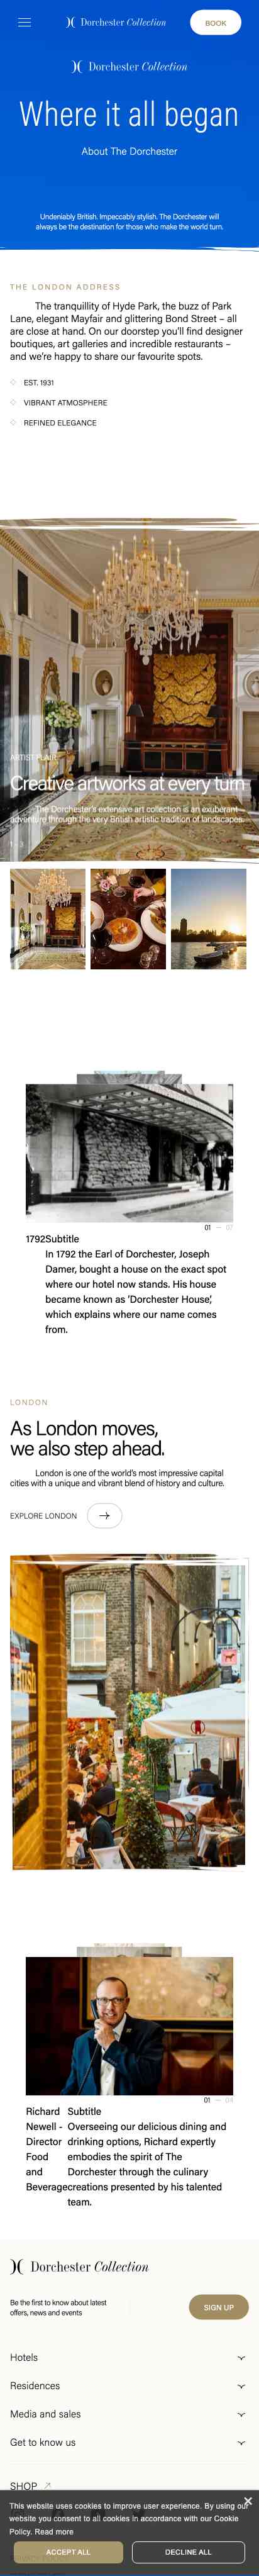 Dorchester Collection
BOOK
Dorchester Collection
Where it all began
About The Dorchester
Undeniably British. Impeccably stylish. The Dorchester will
always be the destination for those who make the world turn.
THE LONDON ADDRESS
The tranquillity of Hyde Park, the buzz of Park
Lane, elegant Mayfair and glittering Bond Street – all
are close at hand. On our doorstep you'll find designer
boutiques, art galleries and incredible restaurants –
and we're happy to share our favourite spots.
EST. 1931
VIBRANT ATMOSPHERE
REFINED ELEGANCE
Creative artworks at every turn
The Dorchester's extensive art collection is an exuberant
adventure through the very British artistic tradition of landscapes.
01 — 07
1792Subtitle
In 1792 the Earl of Dorchester, Joseph
Damer, bought a house on the exact spot
where our hotel now stands. His house
became known as 'Dorchester House',
which explains where our name comes
from.
LONDON
As London moves,
we also step ahead.
London is one of the world's most impressive capital
cities with a unique and vibrant blend of history and culture.
EXPLORE LONDON
01 — 04
Richard Subtitle
Newell - Overseeing our delicious dining and
Director drinking options, Richard expertly
Food embodies the spirit of The
and Dorchester through the culinary
Beveragecreations presented by his talented
team.
Dorchester Collection
Be the first to know about latest
offers, news and events
SIGN UP
Hotels
Residences
Media and sales
Get to know us
SHOP
This website uses cookies to improve user experience. By using our
website you consent to all cookies in accordance with our Cookie
Policy. Read more
ACCEPT ALL
DECLINE ALL